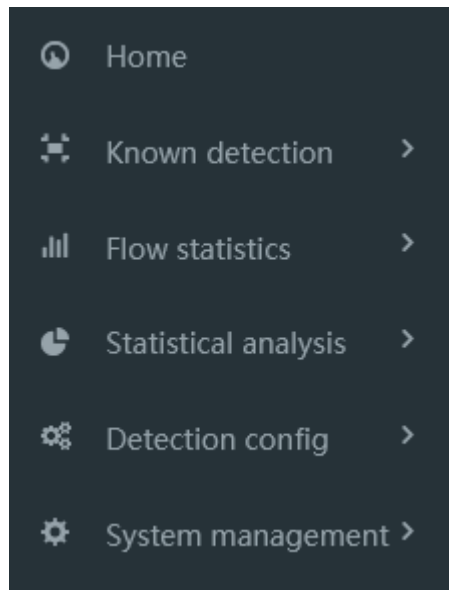 Home
Known detection
Flow statistics
Statistical analysis
Detection config
System management